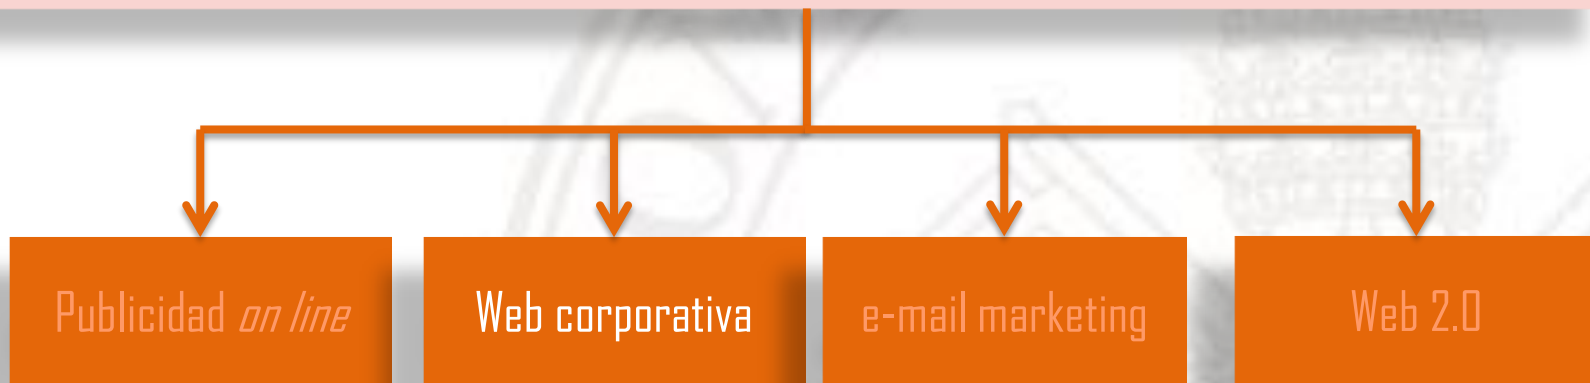 Publicidad on line
Web corporativa
e-mail marketing
Web 2.0